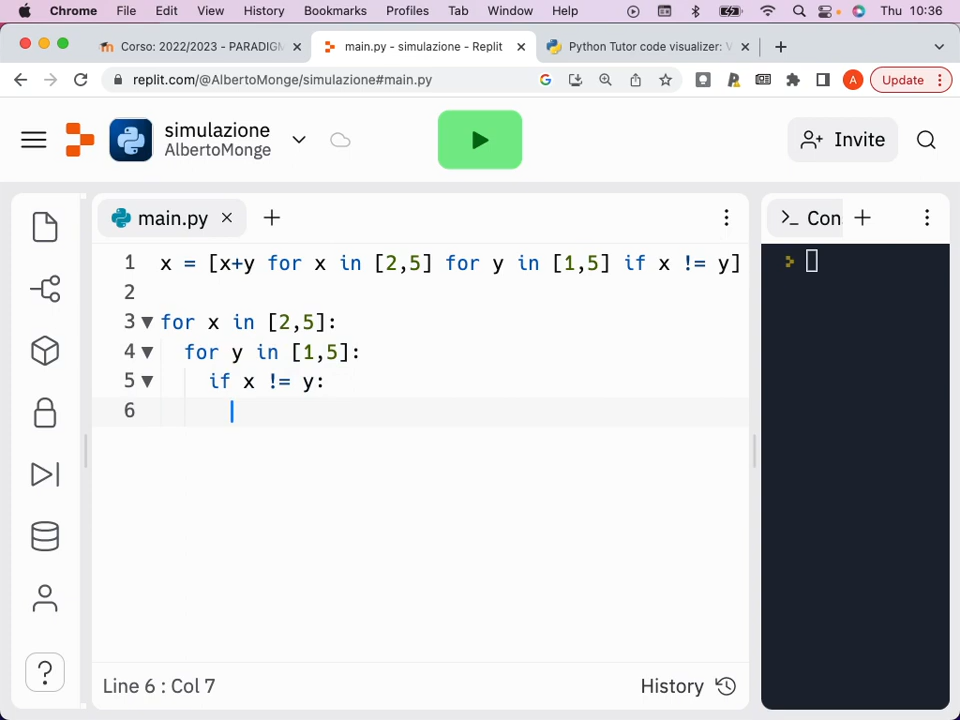 Chrome File Edit View History Bookmarks Profiles Tab Window Help Thu 10:36
Corso: 2022/2023 - PARADIGM
main.py - simulazione - Replit
Python Tutor code visualizer: V
replit.com/@AlbertoMonge/simulazione#main.py
A
Update
simulazione
AlbertoMonge
Invite
main.py
>_ Con
1 x = [x+y for x in [2,5] for y in [1,5] if x != y]
2
3 for x in [2,5]:
4 for y in [1,5]:
5 if x != y:
6
?
Line 6 : Col 7
History